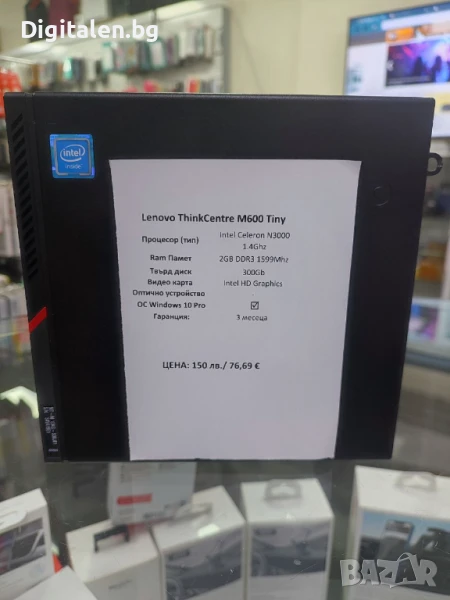 Digitalen.bg
intel
inside
Lenovo ThinkCentre M600 Tiny
Процесор (тип) Intel Celeron N3000 1.4Ghz
Ram Памет 2GB DDR3 1599Mhz
Твърд диск 300Gb
Видео карта Intel HD Graphics
Оптично устройство
ОС Windows 10 Pro ☑
Гаранция: 3 месеца
ЦЕНА: 150 лв./ 76,69 €
BAZAR